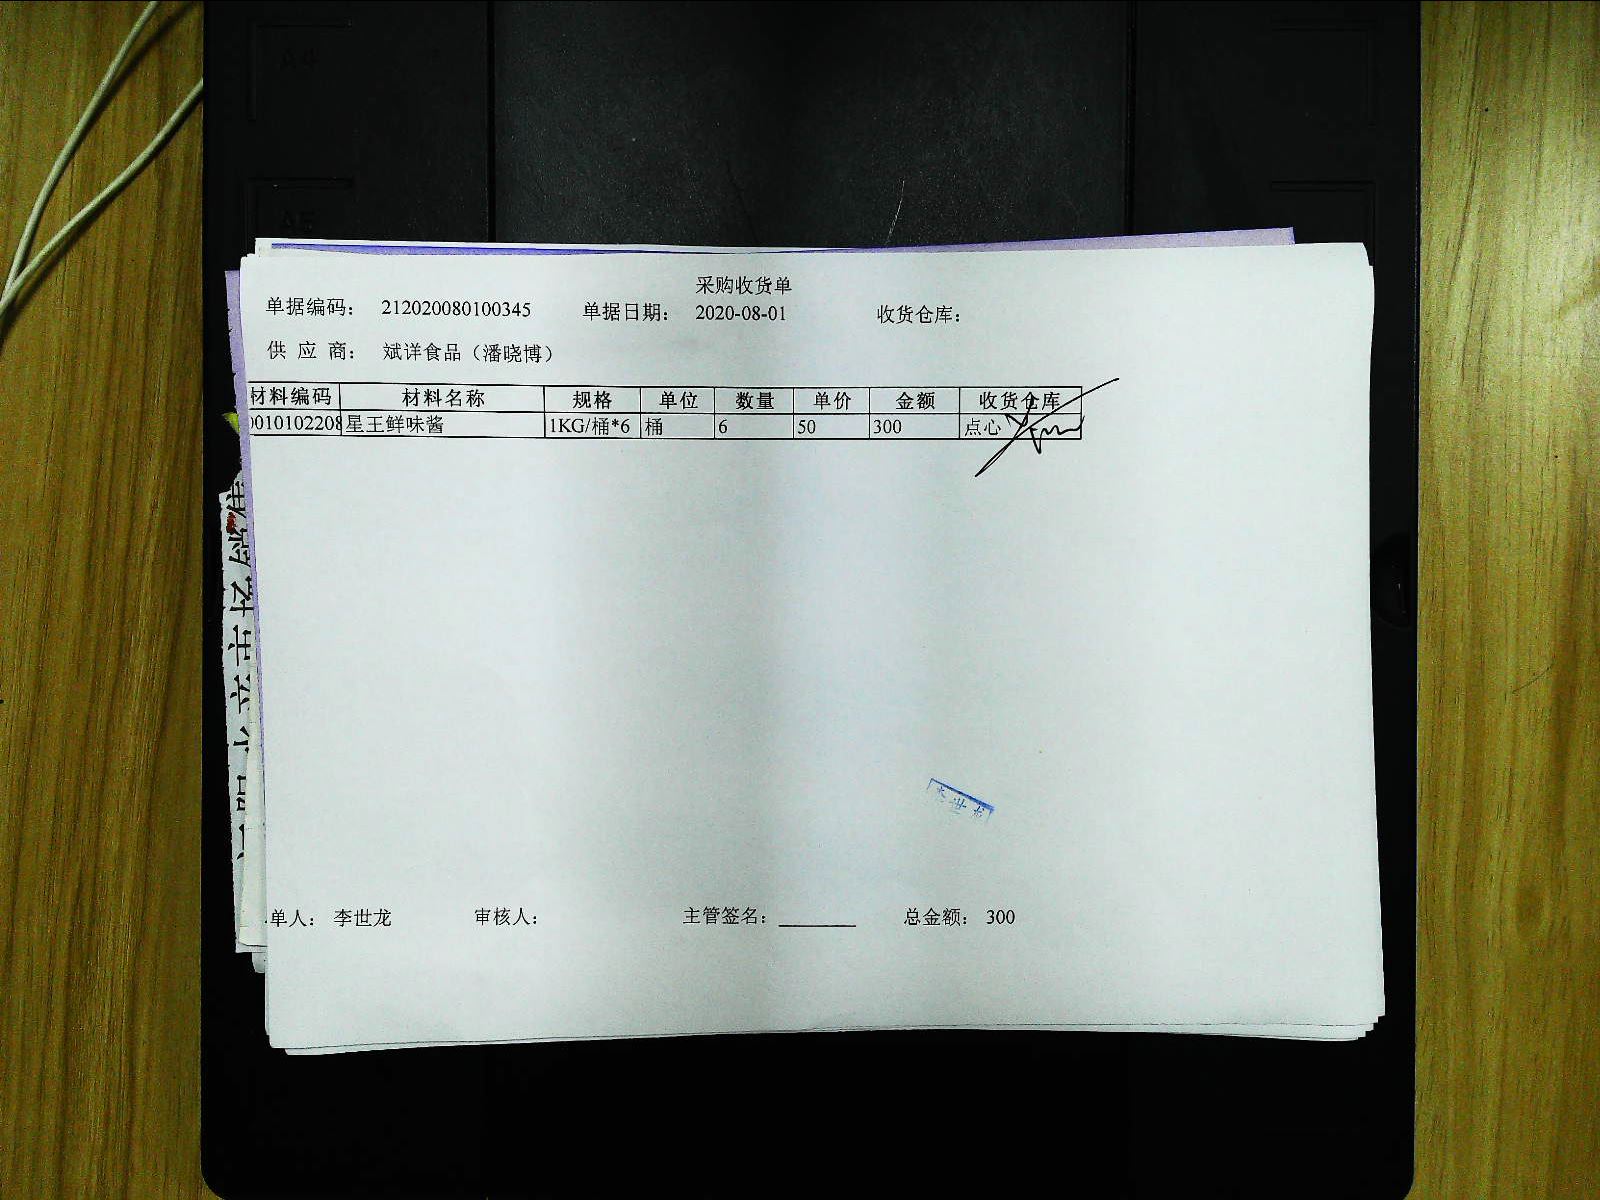 采购收货单
单据编码： 212020080100345 单据日期： 2020-08-01 收货仓库：
供 应 商： 斌详食品（潘晓博）
材料编码 材料名称 规格 单位 数量 单价 金额 收货仓库
0010102208 星王鲜味酱 1KG/桶*6 桶 6 50 300 点心
单人： 李世龙 审核人： 主管签名： 总金额： 300